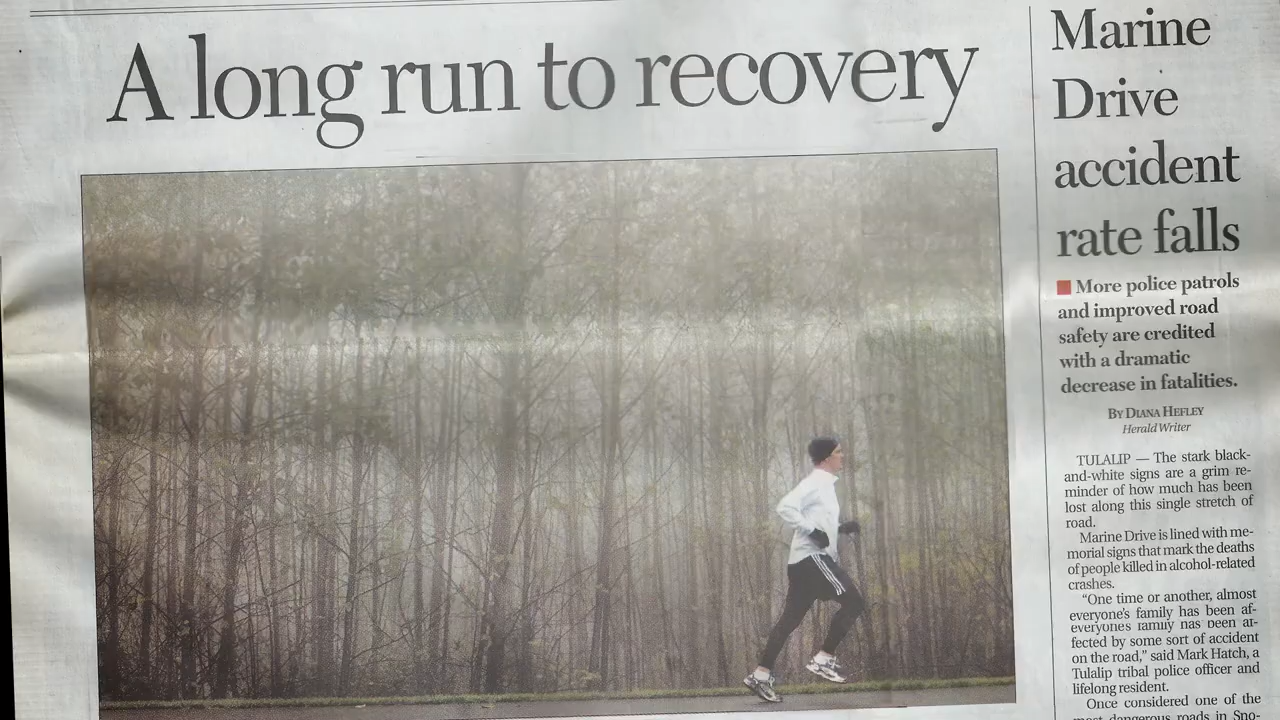 A long run to recovery
Marine
Drive
accident
rate falls
More police patrols
and improved road
safety are credited
with a dramatic
decrease in fatalities.
BY DIANA HEFLEY
Herald Writer
TULALIP — The stark black-
and-white signs are a grim re-
minder of how much has been
lost along this single stretch of
road.
Marine Drive is lined with me-
morial signs that mark the deaths
of people killed in alcohol-related
crashes.
“One time or another, almost
everyone's family has been af-
everyone's family has been af-
fected by some sort of accident
on the road,” said Mark Hatch, a
Tulalip tribal police officer and
lifelong resident.
Once considered one of the
most dangerous roads in Sno-